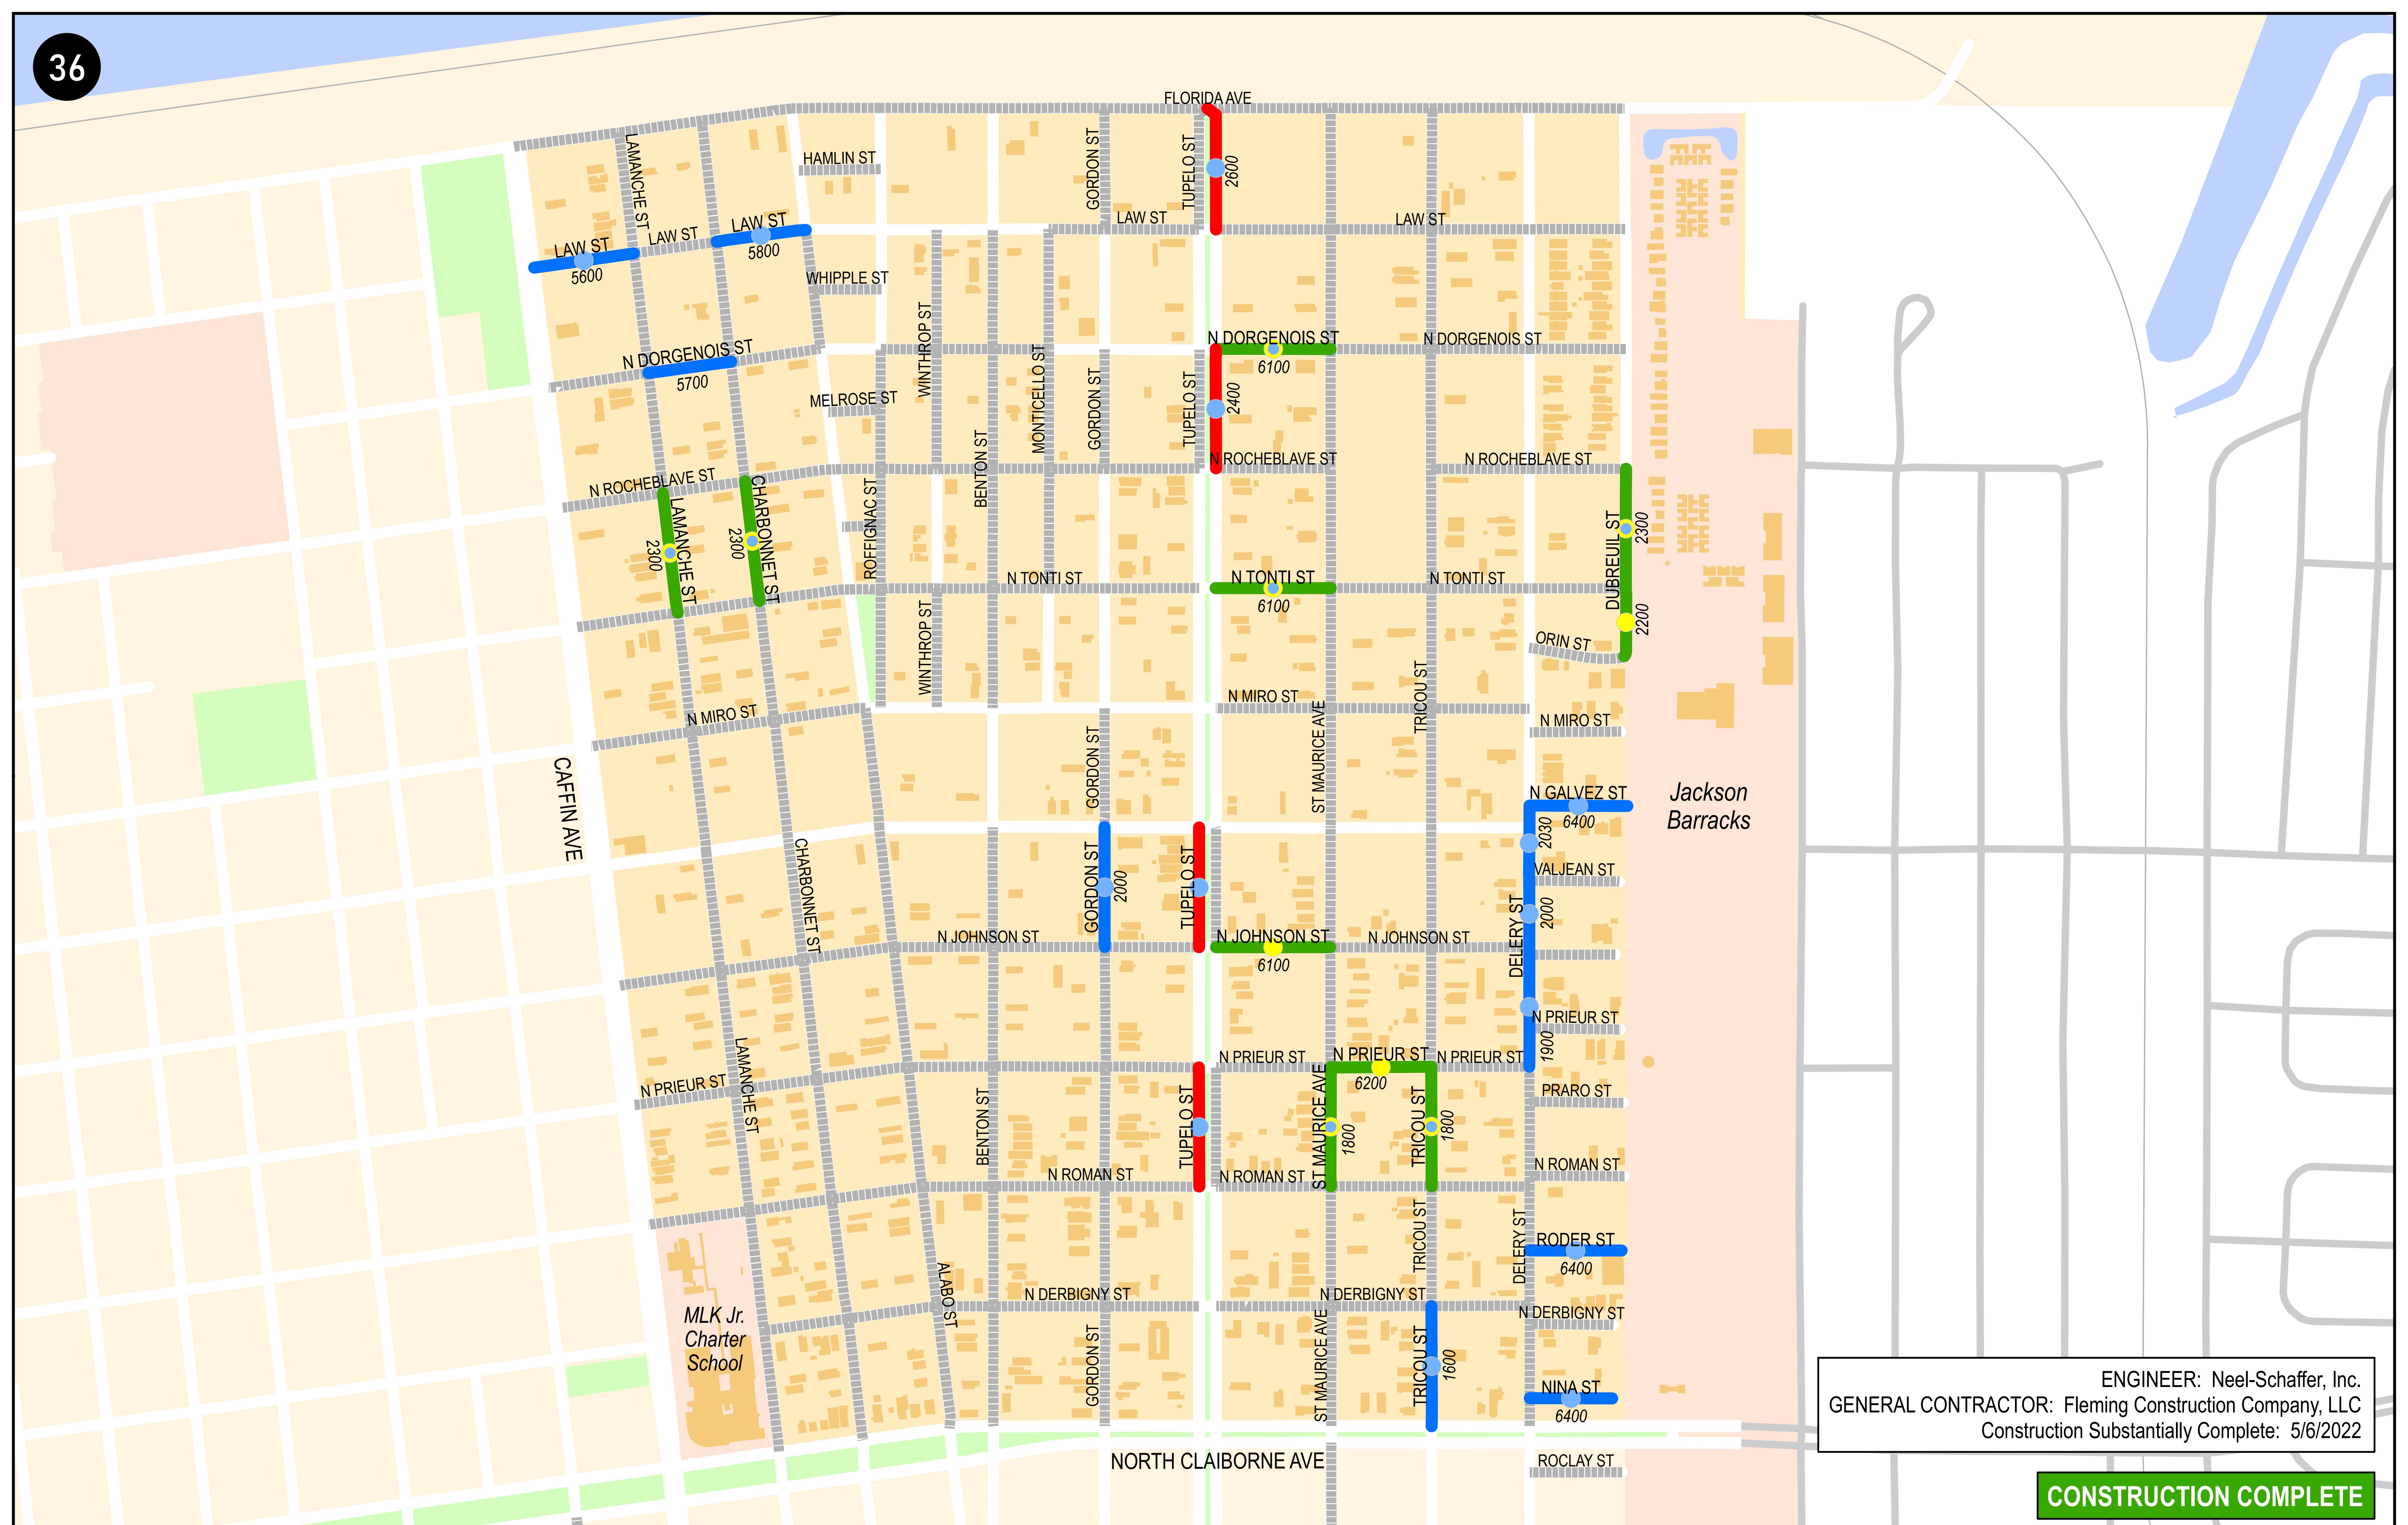 36
FLORIDA AVE
HAMLIN ST
LAMANCHE ST
GORDON ST
TUPELO ST
2600
LAW ST
5600
LAW ST
LAW ST
5800
LAW ST
LAW ST
WHIPPLE ST
N DORGENOIS ST
5700
WINTHROP ST
MONTICELLO ST
GORDON ST
TUPELO ST
2400
N DORGENOIS ST
6100
N DORGENOIS ST
MELROSE ST
BENTON ST
N ROCHEBLAVE ST
N ROCHEBLAVE ST
N ROCHEBLAVE ST
LAMANCHE ST
2300
CHARBONNET ST
2300
ROFFIGNAC ST
DUBREUIL ST
2300
2200
N TONTI ST
N TONTI ST
6100
N TONTI ST
WINTHROP ST
ORIN ST
TRICOU ST
N MIRO ST
N MIRO ST
N MIRO ST
ST MAURICE AVE
GORDON ST
CAFFIN AVE
Jackson
Barracks
N GALVEZ ST
6400
2030
VALJEAN ST
CHARBONNET ST
GORDON ST
2000
TUPELO ST
DELERY ST
2000
N JOHNSON ST
N JOHNSON ST
6100
N JOHNSON ST
N PRIEUR ST
1900
N PRIEUR ST
LAMANCHE ST
N PRIEUR ST
N PRIEUR ST
6200
N PRIEUR ST
PRARO ST
BENTON ST
TUPELO ST
ST MAURICE AVE
1800
TRICOU ST
1800
N ROMAN ST
N ROMAN ST
N ROMAN ST
TRICOU ST
DELERY ST
RODER ST
6400
ALABO ST
N DERBIGNY ST
N DERBIGNY ST
N DERBIGNY ST
MLK Jr.
Charter
School
GORDON ST
ST MAURICE AVE
TRICOU ST
1600
NINA ST
6400
NORTH CLAIBORNE AVE
ROCLAY ST
ENGINEER: Neel-Schaffer, Inc.
GENERAL CONTRACTOR: Fleming Construction Company, LLC
Construction Substantially Complete: 5/6/2022
CONSTRUCTION COMPLETE